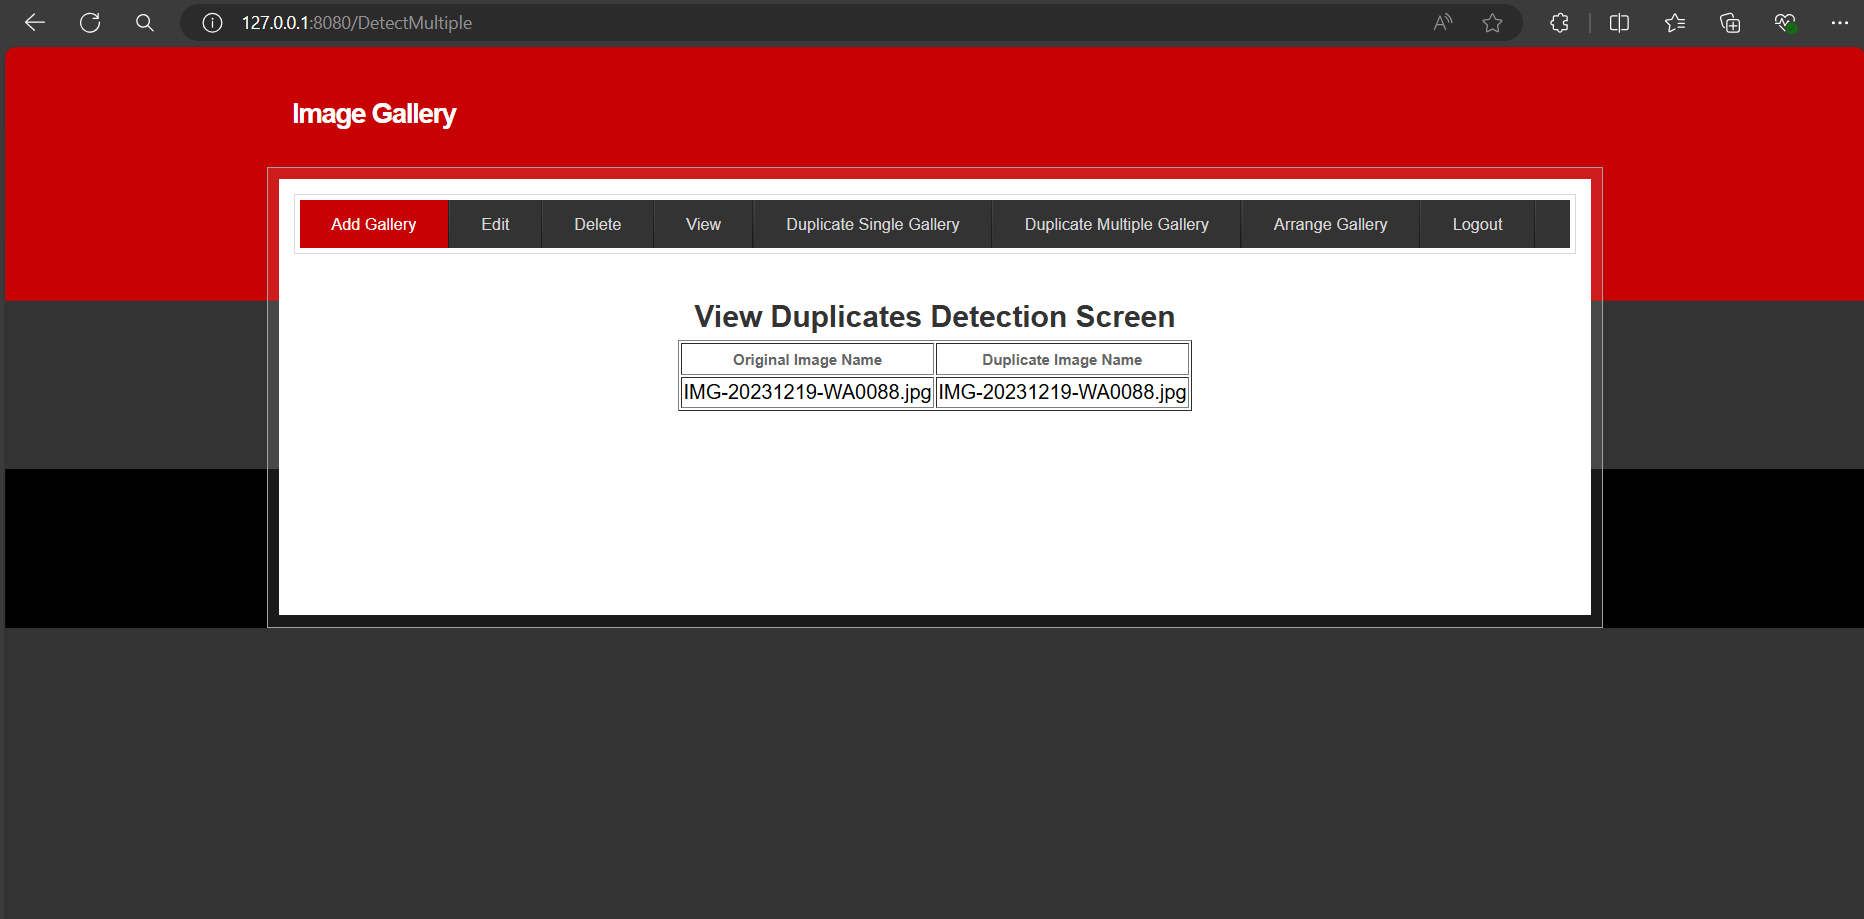 127.0.0.1:8080/DetectMultiple
Image Gallery
Add Gallery Edit Delete View Duplicate Single Gallery Duplicate Multiple Gallery Arrange Gallery Logout
View Duplicates Detection Screen
Original Image Name Duplicate Image Name
IMG-20231219-WA0088.jpg IMG-20231219-WA0088.jpg